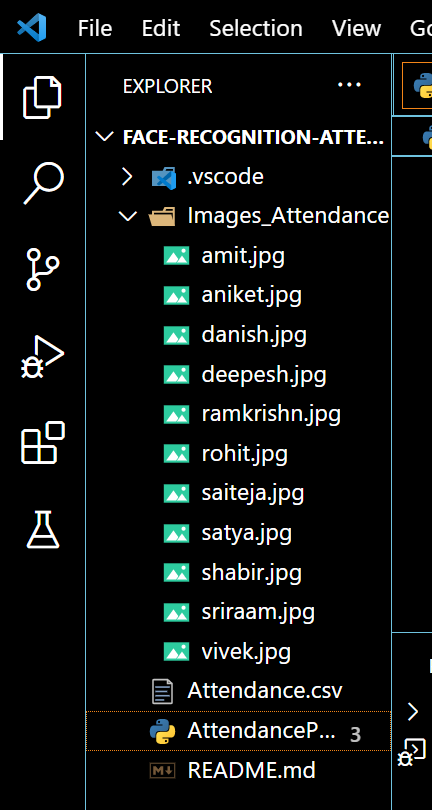 File Edit Selection View Go
EXPLORER
FACE-RECOGNITION-ATTE...
.vscode
Images_Attendance
amit.jpg
aniket.jpg
danish.jpg
deepesh.jpg
ramkrishn.jpg
rohit.jpg
saiteja.jpg
satya.jpg
shabir.jpg
sriraam.jpg
vivek.jpg
Attendance.csv
AttendanceP... 3
README.md